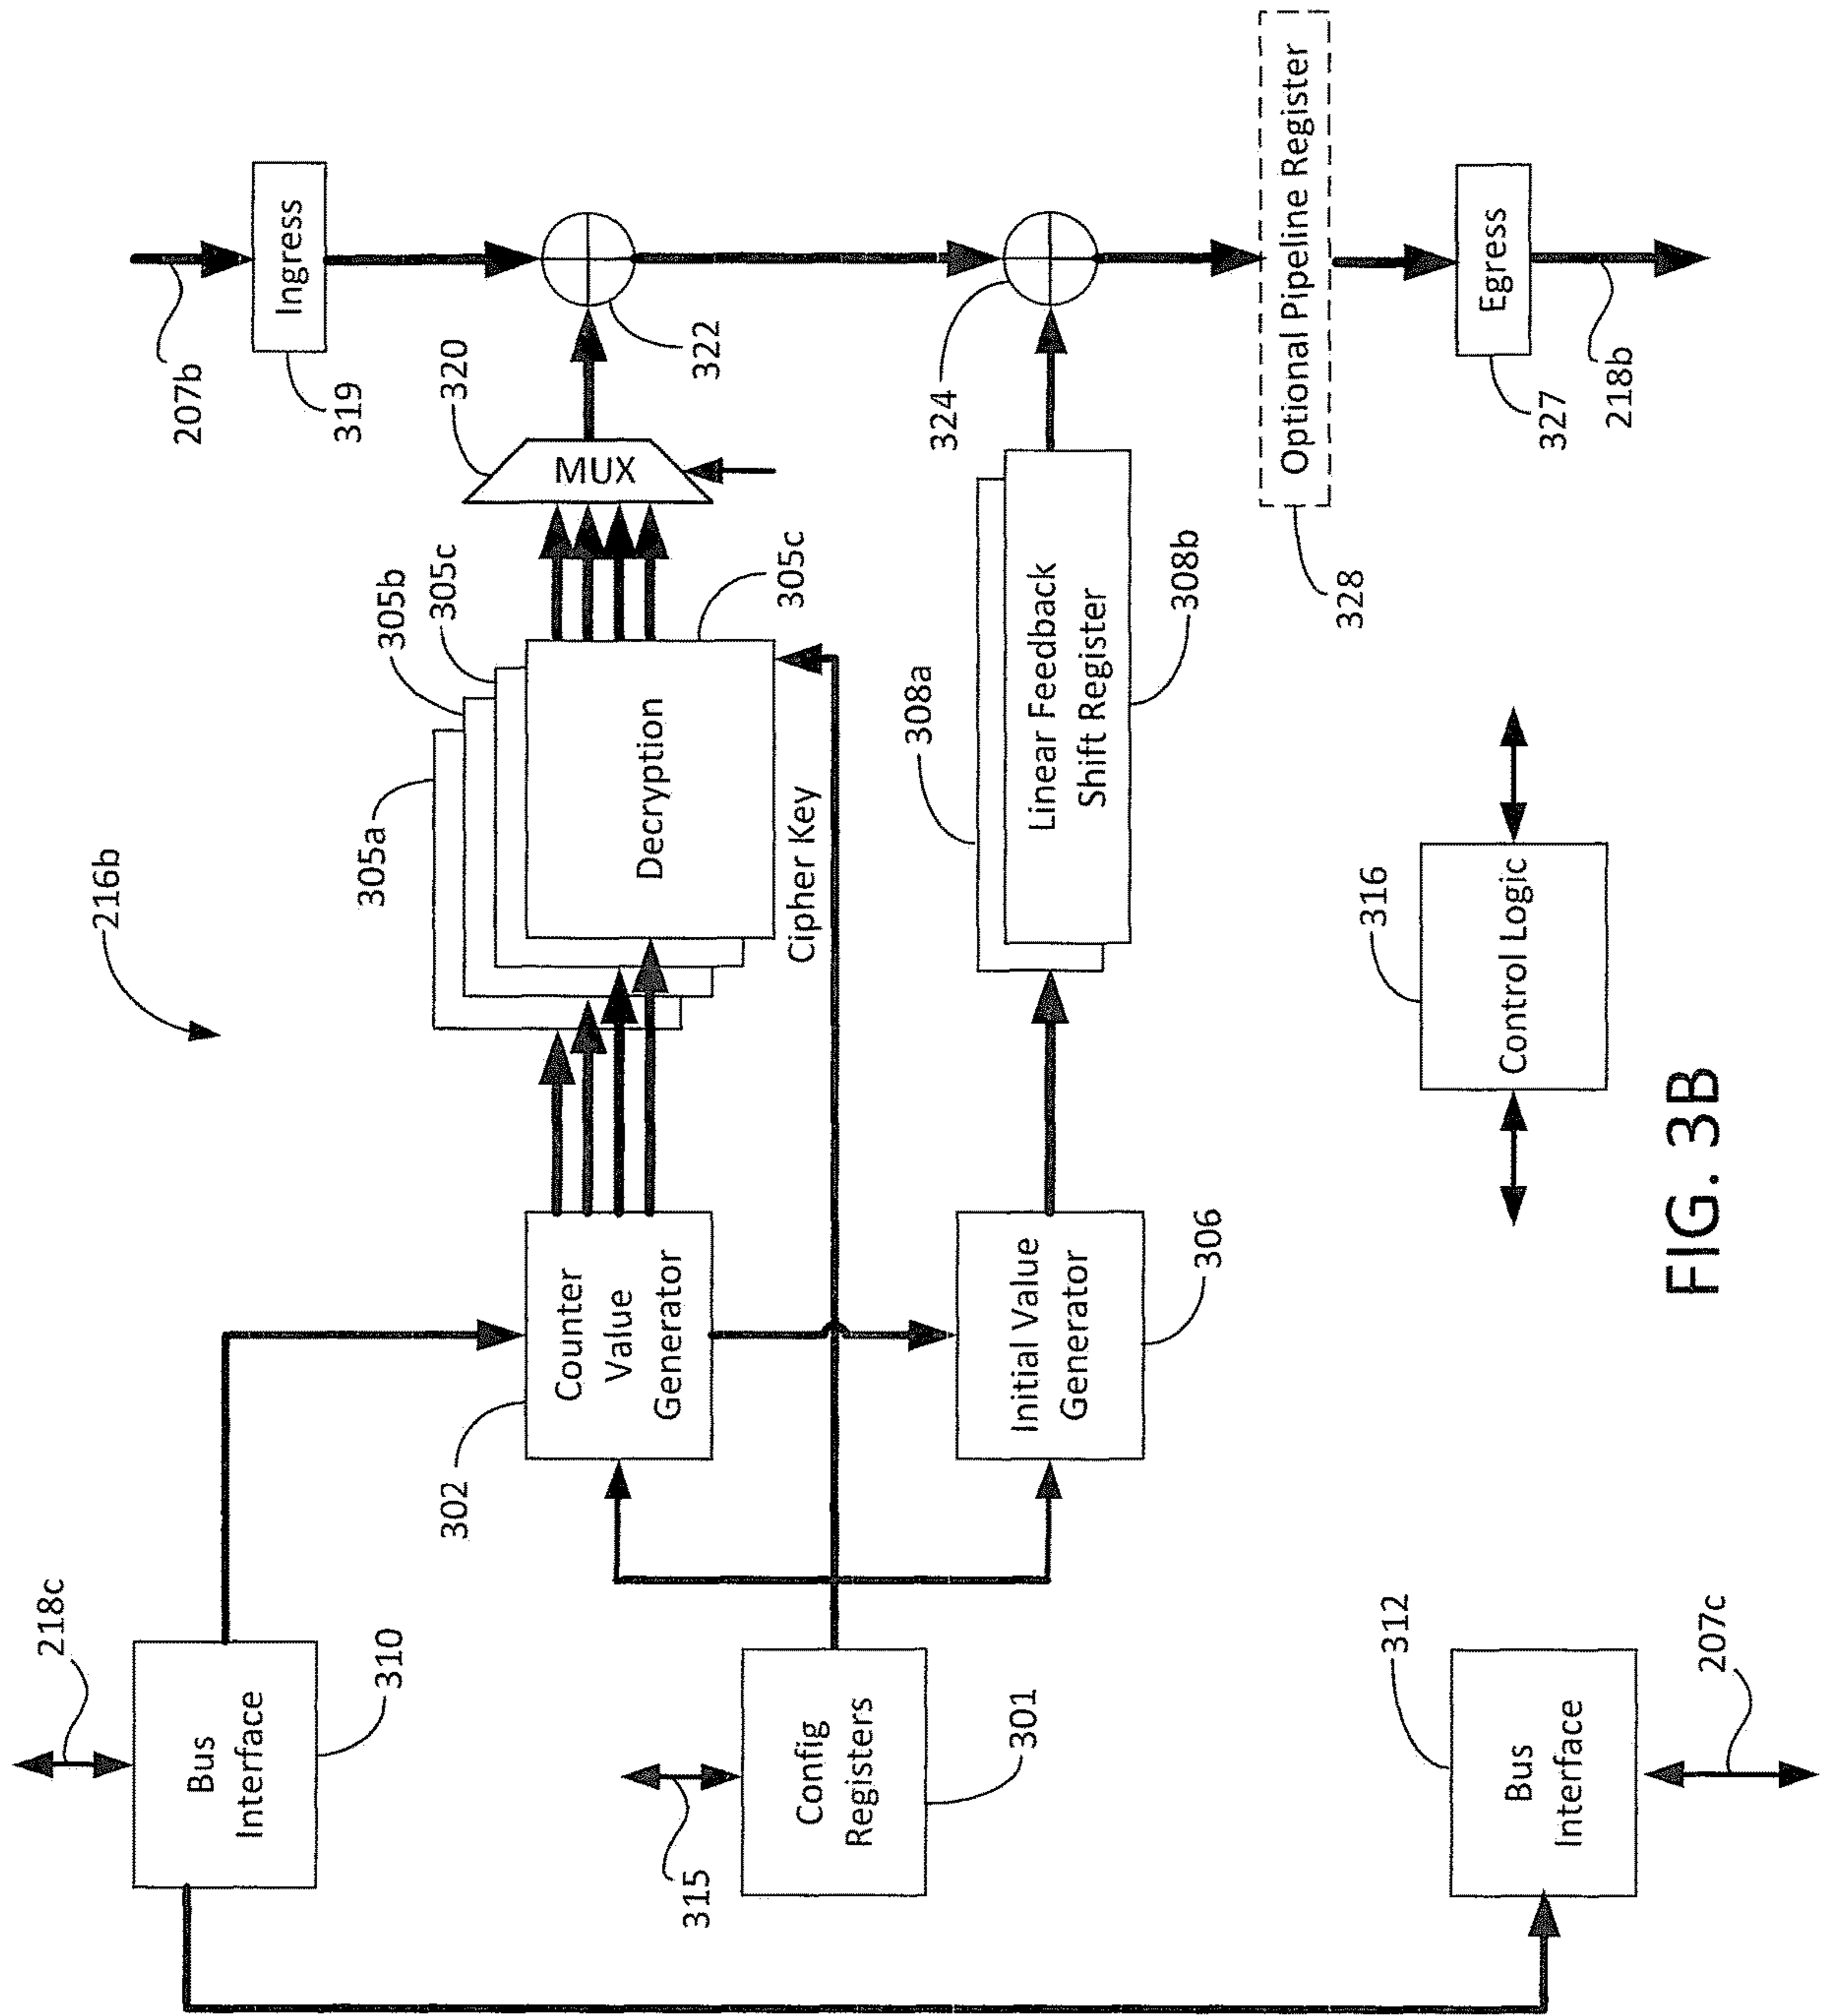 216b
218c
Bus
Interface
310
315
Config
Registers
301
312
Bus
Interface
207c
302
Counter
Value
Generator
Initial Value
Generator
306
305a
305b
305c
Decryption
305c
Cipher Key
308a
Linear Feedback
Shift Register
308b
316
Control Logic
320
MUX
207b
Ingress
319
322
324
Optional Pipeline Register
328
Egress
327
218b
FIG. 3B